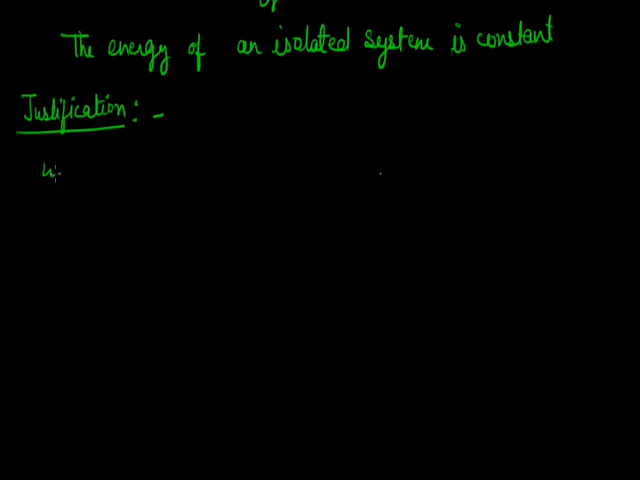 The energy of an isolated system is constant
Justification : -